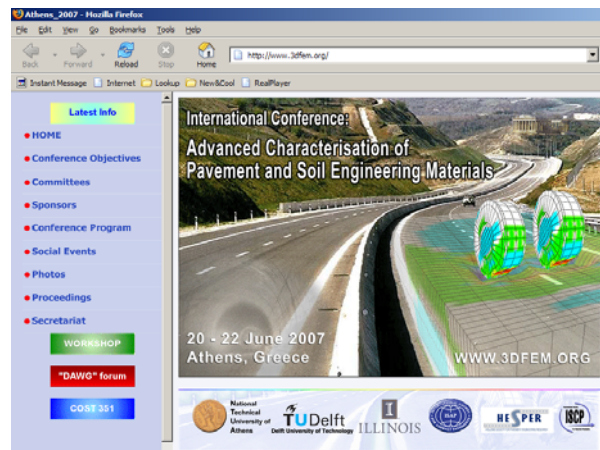 Athens_2007 - Mozilla Firefox
File Edit View Go Bookmarks Tools Help
Back Forward Reload Stop Home http://www.3dfem.org/
Instant Message Internet Lookup New&Cool RealPlayer
Latest Info
HOME
Conference Objectives
Committees
Sponsors
Conference Program
Social Events
Photos
Proceedings
Secretariat
WORKSHOP
"DAWG" forum
COST 351
International Conference:
Advanced Characterisation of
Pavement and Soil Engineering Materials
20 - 22 June 2007
Athens, Greece
WWW.3DFEM.ORG
National
Technical
University of
Athens
TUDelft
Delft University of Technology
I
ILLINOIS
ISAP
HESPER
ISCP